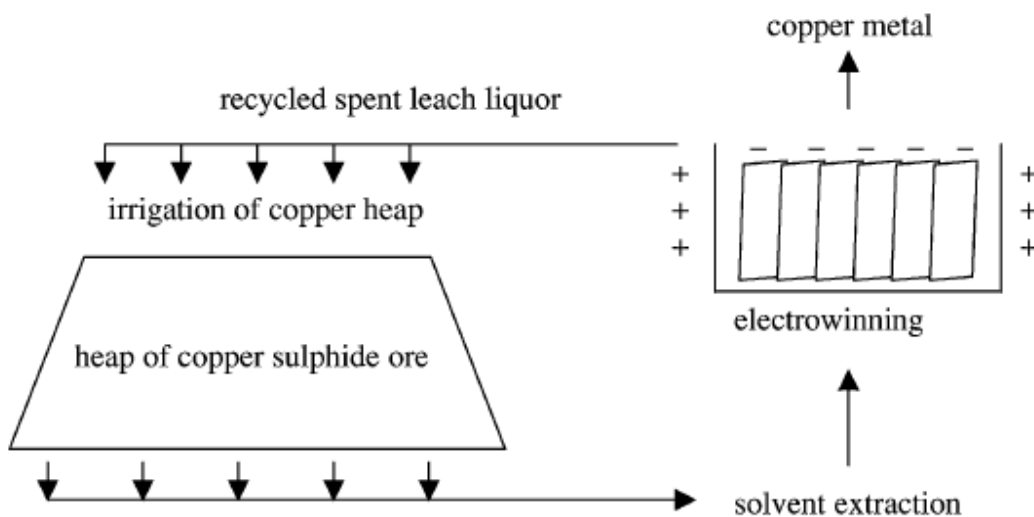 copper metal
recycled spent leach liquor
– – – – –
+ +
irrigation of copper heap
+ +
+ +
electrowinning
heap of copper sulphide ore
solvent extraction